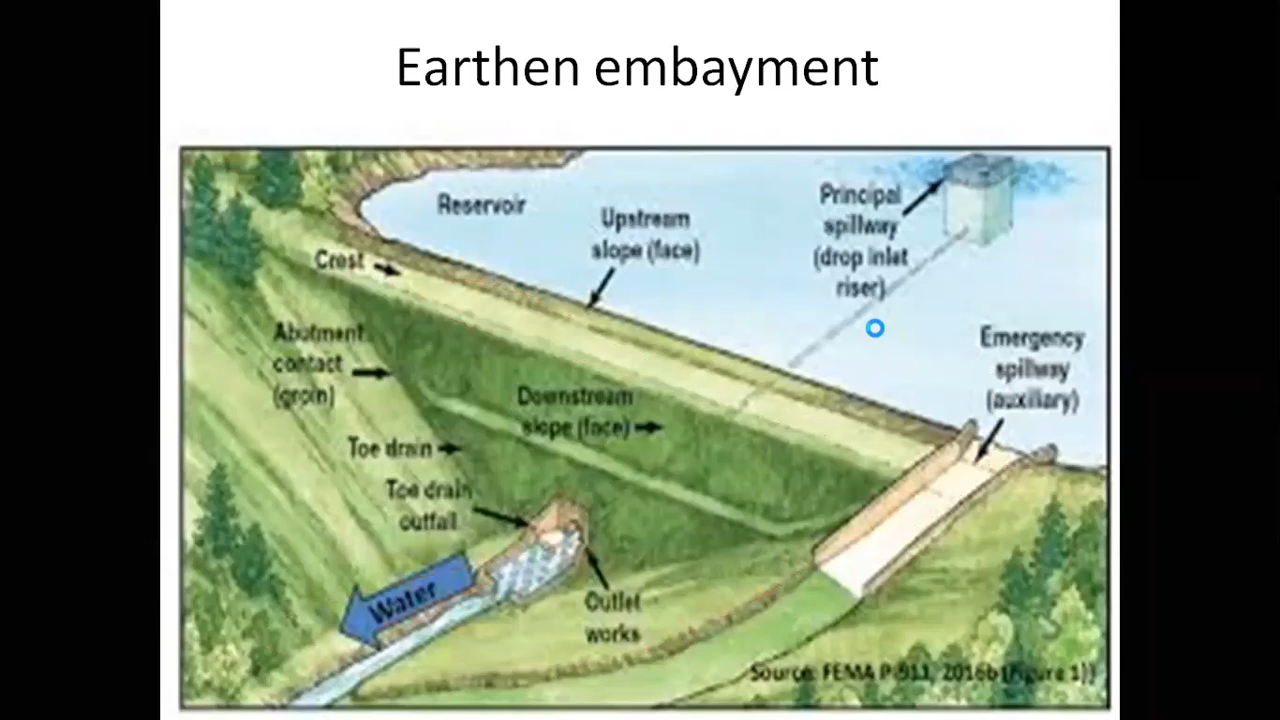 Earthen embayment
Reservoir
Principal
spillway
(drop inlet
riser)
Upstream
slope (face)
Crest
Abutment
contact
(groin)
Emergency
spillway
(auxiliary)
Downstream
slope (face)
Toe drain
Toe drain
outfall
Water
Outlet
works
Source: FEMA P-911, 2016b (Figure 1))